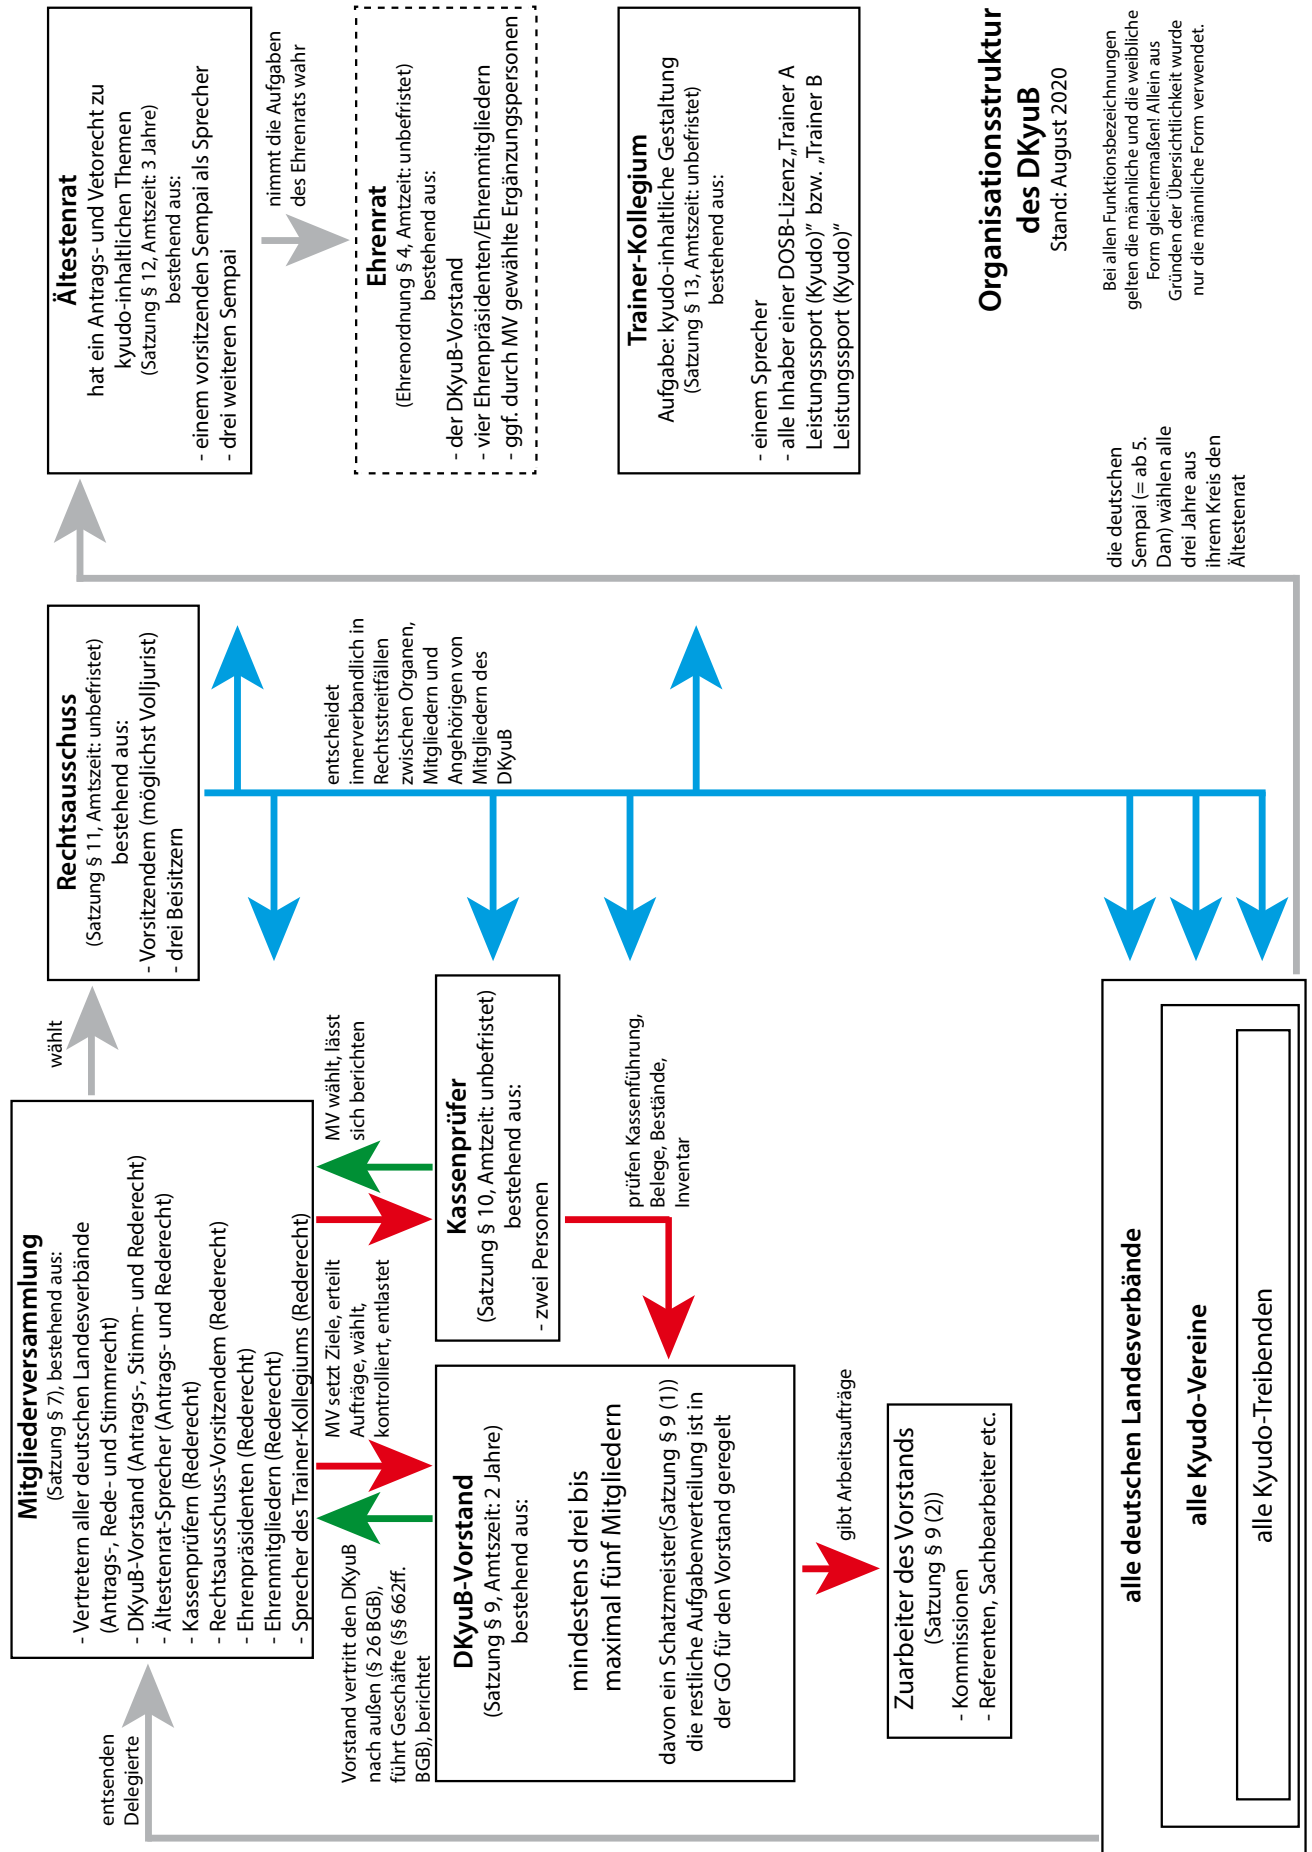 Mitgliederversammlung
(Satzung § 7), bestehend aus:
- Vertretern aller deutschen Landesverbände
(Antrags-, Rede- und Stimmrecht)
- DKyuB-Vorstand (Antrags-, Stimm- und Rederecht)
- Ältestenrat-Sprecher (Antrags- und Rederecht)
- Kassenprüfern (Rederecht)
- Rechtsausschuss-Vorsitzendem (Rederecht)
- Ehrenpräsidenten (Rederecht)
- Ehrenmitgliedern (Rederecht)
- Sprecher des Trainer-Kollegiums (Rederecht)
wählt
Rechtsausschuss
(Satzung § 11, Amtszeit: unbefristet)
bestehend aus:
- Vorsitzendem (möglichst Volljurist)
- drei Beisitzern
Ältestenrat
hat ein Antrags- und Vetorecht zu
kyudo-inhaltlichen Themen
(Satzung § 12, Amtszeit: 3 Jahre)
bestehend aus:
- einem vorsitzenden Sempai als Sprecher
- drei weiteren Sempai
entsenden
Delegierte
Vorstand vertritt den DKyuB
nach außen (§ 26 BGB),
führt Geschäfte (§§ 662ff.
BGB), berichtet
MV setzt Ziele, erteilt
Aufträge, wählt,
kontrolliert, entlastet
MV wählt, lässt
sich berichten
entscheidet
innerverbandlich in
Rechtsstreitfällen
zwischen Organen,
Mitgliedern und
Angehörigen von
Mitgliedern des
DKyuB
nimmt die Aufgaben
des Ehrenrats wahr
Ehrenrat
(Ehrenordnung § 4, Amtzeit: unbefristet)
bestehend aus:
- der DKyuB-Vorstand
- vier Ehrenpräsidenten/Ehrenmitgliedern
- ggf. durch MV gewählte Ergänzungspersonen
DKyuB-Vorstand
(Satzung § 9, Amtszeit: 2 Jahre)
bestehend aus:
mindestens drei bis
maximal fünf Mitgliedern
davon ein Schatzmeister(Satzung § 9 (1))
die restliche Aufgabenverteilung ist in
der GO für den Vorstand geregelt
Kassenprüfer
(Satzung § 10, Amtzeit: unbefristet)
bestehend aus:
- zwei Personen
prüfen Kassenführung,
Belege, Bestände,
Inventar
Trainer-Kollegium
Aufgabe: kyudo-inhaltliche Gestaltung
(Satzung § 13, Amtszeit: unbefristet)
bestehend aus:
- einem Sprecher
- alle Inhaber einer DOSB-Lizenz „Trainer A
Leistungssport (Kyudo)” bzw. „Trainer B
Leistungssport (Kyudo)“
gibt Arbeitsaufträge
Zuarbeiter des Vorstands
(Satzung § 9 (2))
- Kommissionen
- Referenten, Sachbearbeiter etc.
Organisationsstruktur
des DKyuB
Stand: August 2020
alle deutschen Landesverbände
alle Kyudo-Vereine
alle Kyudo-Treibenden
die deutschen
Sempai (= ab 5.
Dan) wählen alle
drei Jahre aus
ihrem Kreis den
Ältestenrat
Bei allen Funktionsbezeichnungen
gelten die männliche und die weibliche
Form gleichermaßen! Allein aus
Gründen der Übersichtlichkeit wurde
nur die männliche Form verwendet.